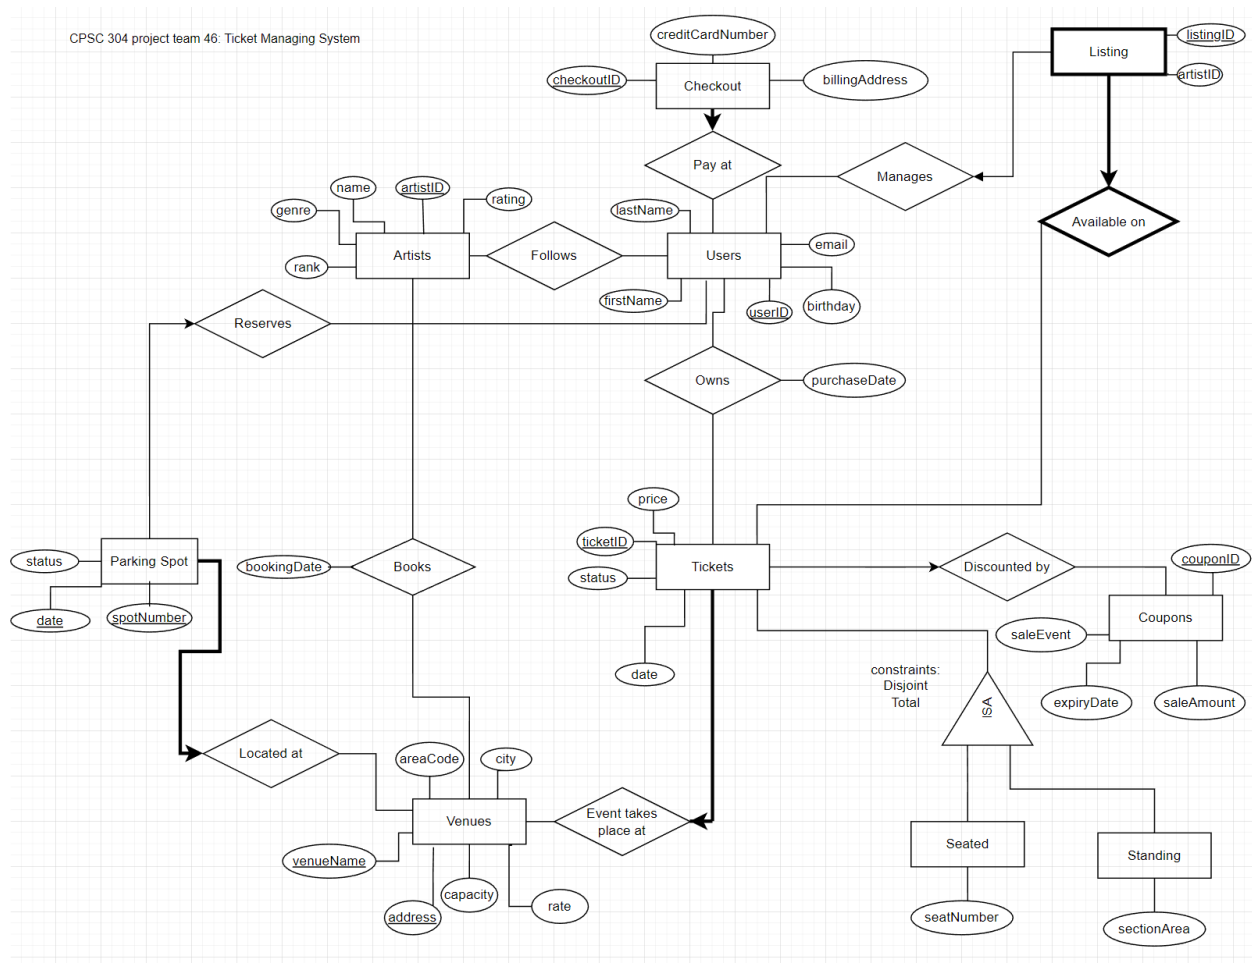 CPSC 304 project team 46: Ticket Managing System
creditCardNumber
checkoutID
Checkout
billingAddress
Listing
listingID
artistID
Pay at
Manages
Available on
name
artistID
rating
genre
rank
Artists
Follows
lastName
Users
email
firstName
userID
birthday
Reserves
Owns
purchaseDate
price
ticketID
status
Tickets
date
status
Parking Spot
date
spotNumber
bookingDate
Books
Discounted by
couponID
Coupons
saleEvent
expiryDate
saleAmount
constraints:
Disjoint
Total
ISA
Located at
areaCode
city
Venues
venueName
address
capacity
rate
Event takes
place at
Seated
Standing
seatNumber
sectionArea